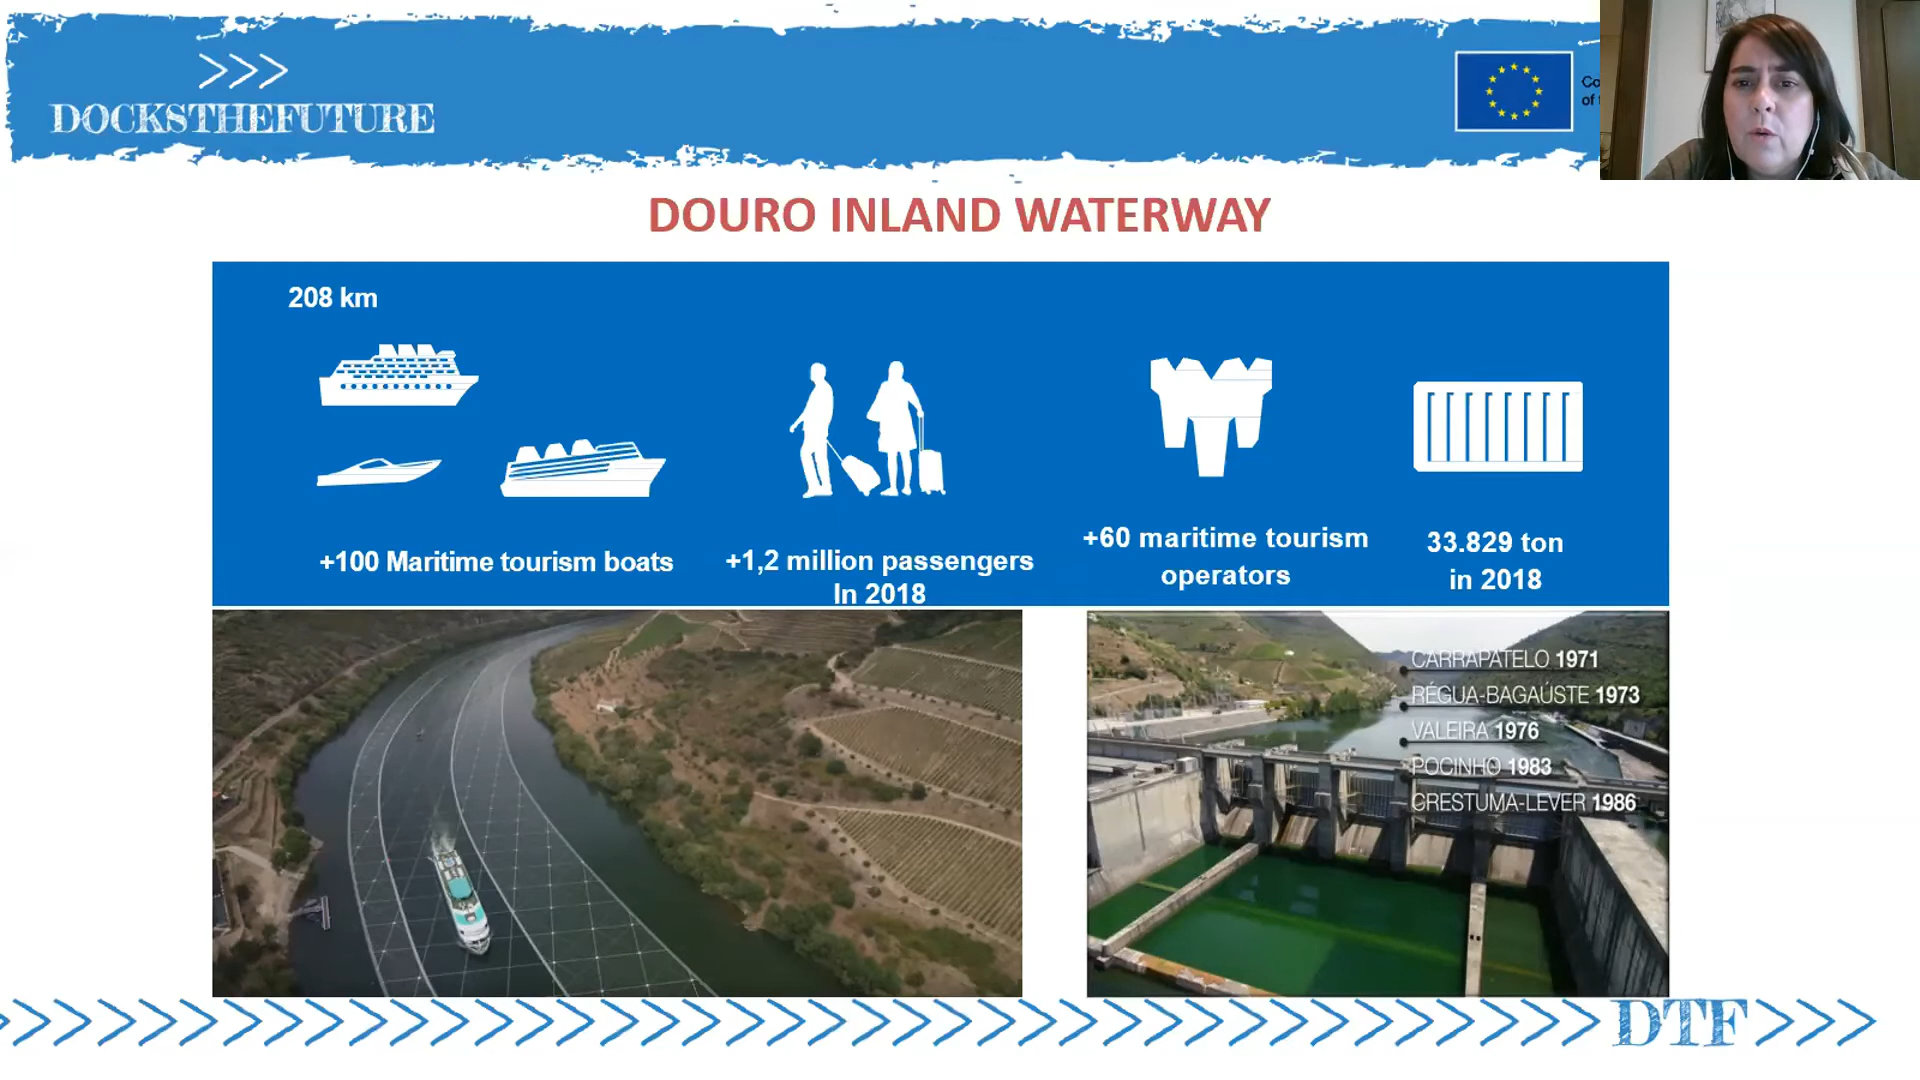 DOCKSTHEFUTURE
Co
of
DOURO INLAND WATERWAY
208 km
+100 Maritime tourism boats
+1,2 million passengers
In 2018
+60 maritime tourism
operators
33.829 ton
in 2018
CARRAPATELO 1971
RÉGUA-BAGAÚSTE 1973
VALEIRA 1976
POCINHO 1983
CRESTUMA-LEVER 1986
DTF